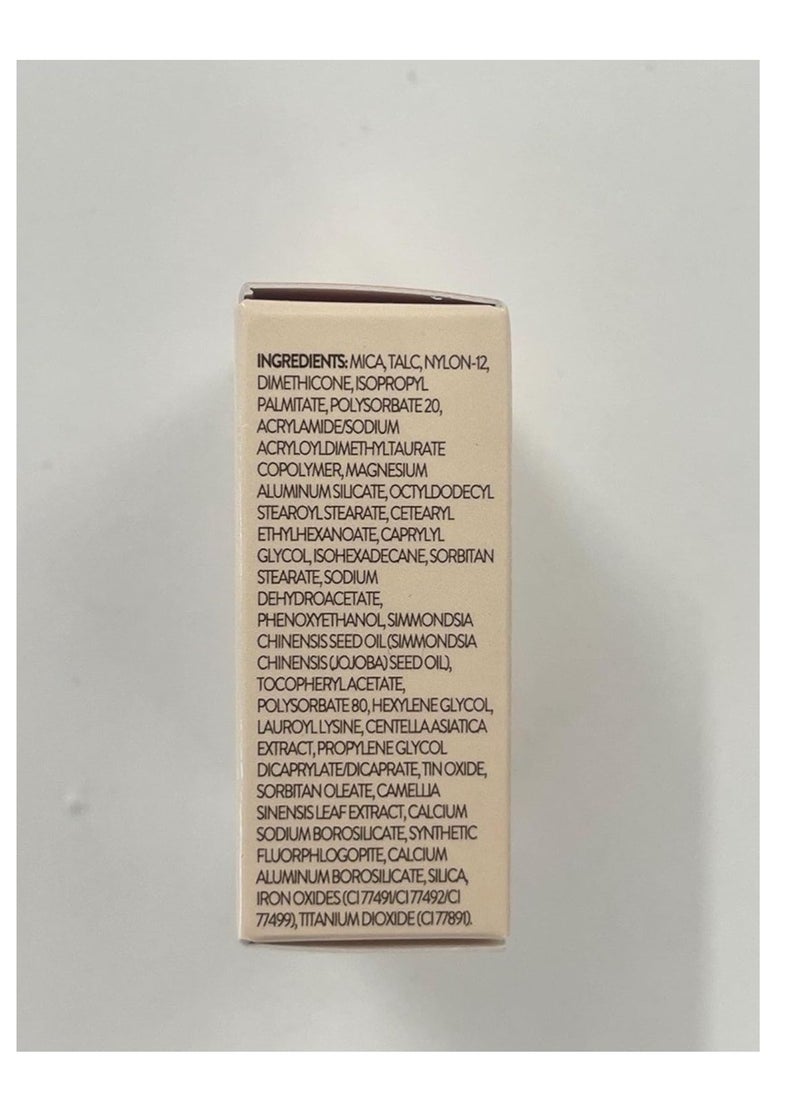 INGREDIENTS: MICA, TALC, NYLON-12,
DIMETHICONE, ISOPROPYL
PALMITATE, POLYSORBATE 20,
ACRYLAMIDE/SODIUM
ACRYLOYLDIMETHYLTAURATE
COPOLYMER, MAGNESIUM
ALUMINUM SILICATE, OCTYLDODECYL
STEAROYL STEARATE, CETEARYL
ETHYLHEXANOATE, CAPRYLYL
GLYCOL, ISOHEXADECANE, SORBITAN
STEARATE, SODIUM
DEHYDROACETATE,
PHENOXYETHANOL, SIMMONDSIA
CHINENSIS SEED OIL (SIMMONDSIA
CHINENSIS (JOJOBA) SEED OIL),
TOCOPHERYL ACETATE,
POLYSORBATE 80, HEXYLENE GLYCOL,
LAUROYL LYSINE, CENTELLA ASIATICA
EXTRACT, PROPYLENE GLYCOL
DICAPRYLATE/DICAPRATE, TIN OXIDE,
SORBITAN OLEATE, CAMELLIA
SINENSIS LEAF EXTRACT, CALCIUM
SODIUM BOROSILICATE, SYNTHETIC
FLUORPHLOGOPITE, CALCIUM
ALUMINUM BOROSILICATE, SILICA,
IRON OXIDES (CI 77491/CI 77492/CI
77499), TITANIUM DIOXIDE (CI 77891).